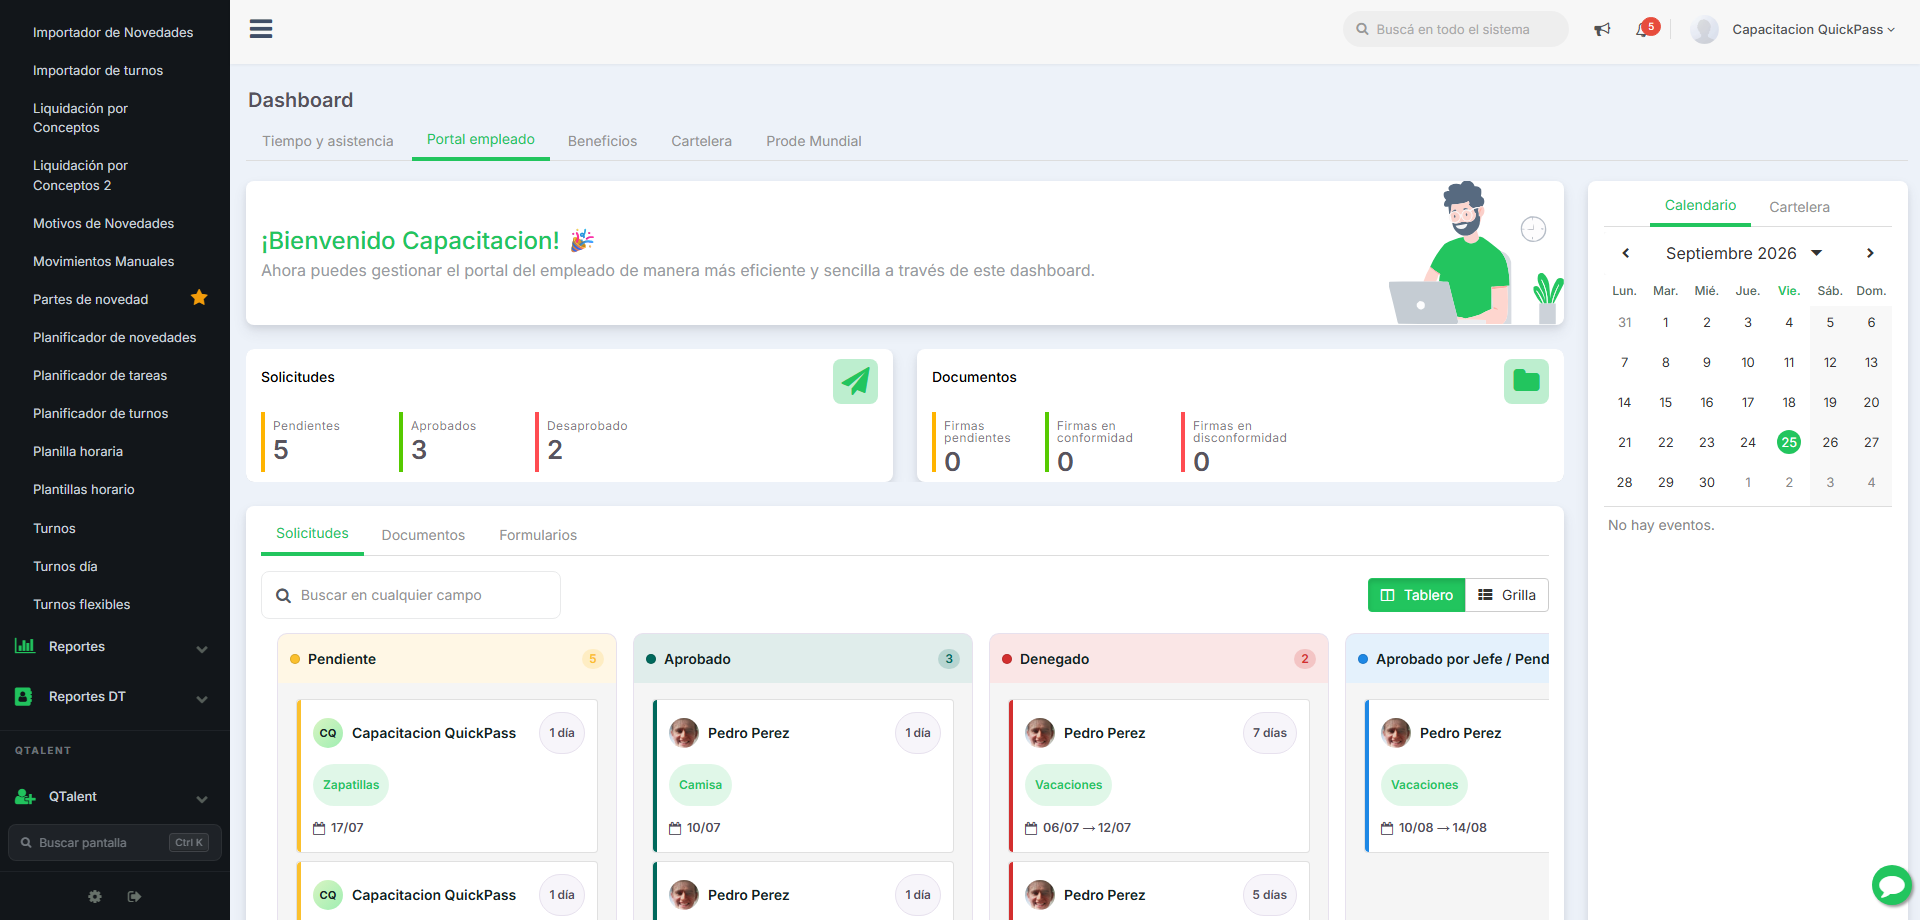 Importador de Novedades
Importador de turnos
Liquidación por
Conceptos
Liquidación por
Conceptos 2
Motivos de Novedades
Movimientos Manuales
Partes de novedad
Planificador de novedades
Planificador de tareas
Planificador de turnos
Planilla horaria
Plantillas horario
Turnos
Turnos día
Turnos flexibles
Reportes
Reportes DT
QTALENT
QTalent
Buscar pantalla Ctrl K
Buscá en todo el sistema
5
Capacitacion QuickPass
Dashboard
Tiempo y asistencia Portal empleado Beneficios Cartelera Prode Mundial
¡Bienvenido Capacitacion!
Ahora puedes gestionar el portal del empleado de manera más eficiente y sencilla a través de este dashboard.
Solicitudes
Pendientes Aprobados Desaprobado
5 3 2
Documentos
Firmas pendientes
0
Firmas en conformidad
0
Firmas en disconformidad
0
Solicitudes Documentos Formularios
Buscar en cualquier campo
Tablero Grilla
Pendiente 5
Capacitacion QuickPass 1 día
Zapatillas
17/07
CQ Capacitacion QuickPass 1 día
CQ
Aprobado 3
Pedro Perez 1 día
Camisa
10/07
Pedro Perez 1 día
Denegado 2
Pedro Perez 7 días
Vacaciones
06/07 → 12/07
Pedro Perez 5 días
Aprobado por Jefe / Pend
Pedro Perez
Vacaciones
10/08 → 14/08
Calendario Cartelera
Septiembre 2026
Lun. Mar. Mié. Jue. Vie. Sáb. Dom.
31 1 2 3 4 5 6
7 8 9 10 11 12 13
14 15 16 17 18 19 20
21 22 23 24 25 26 27
28 29 30 1 2 3 4
No hay eventos.